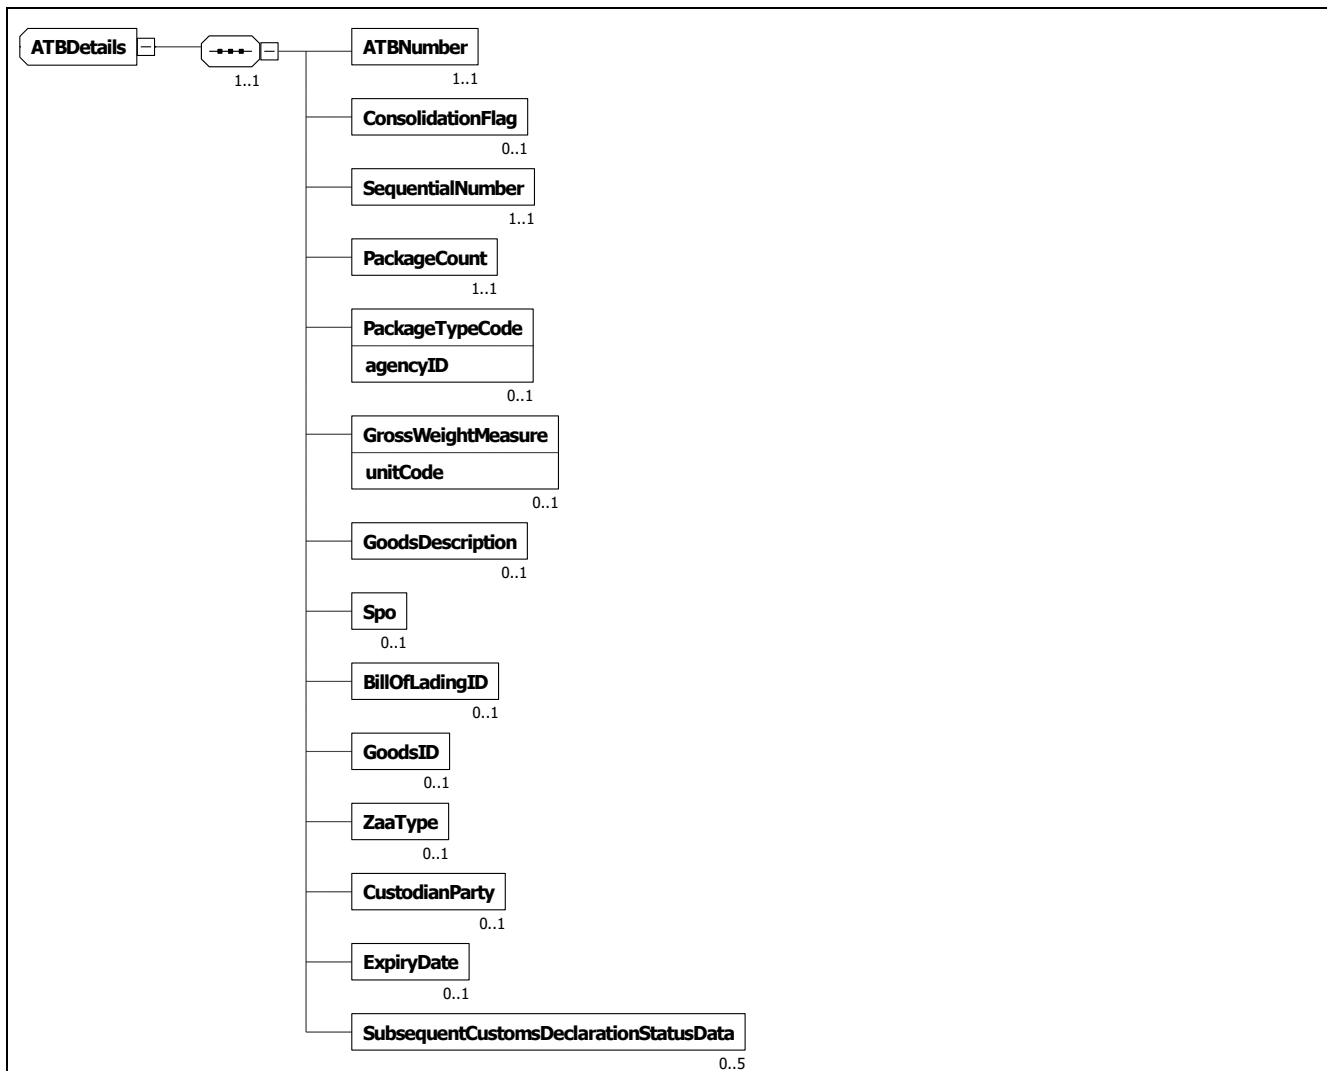 ATBDetails
1..1
ATBNumber
1..1
ConsolidationFlag
0..1
SequentialNumber
1..1
PackageCount
1..1
PackageTypeCode
agencyID
0..1
GrossWeightMeasure
unitCode
0..1
GoodsDescription
0..1
Spo
0..1
BillOfLadingID
0..1
GoodsID
0..1
ZaaType
0..1
CustodianParty
0..1
ExpiryDate
0..1
SubsequentCustomsDeclarationStatusData
0..5